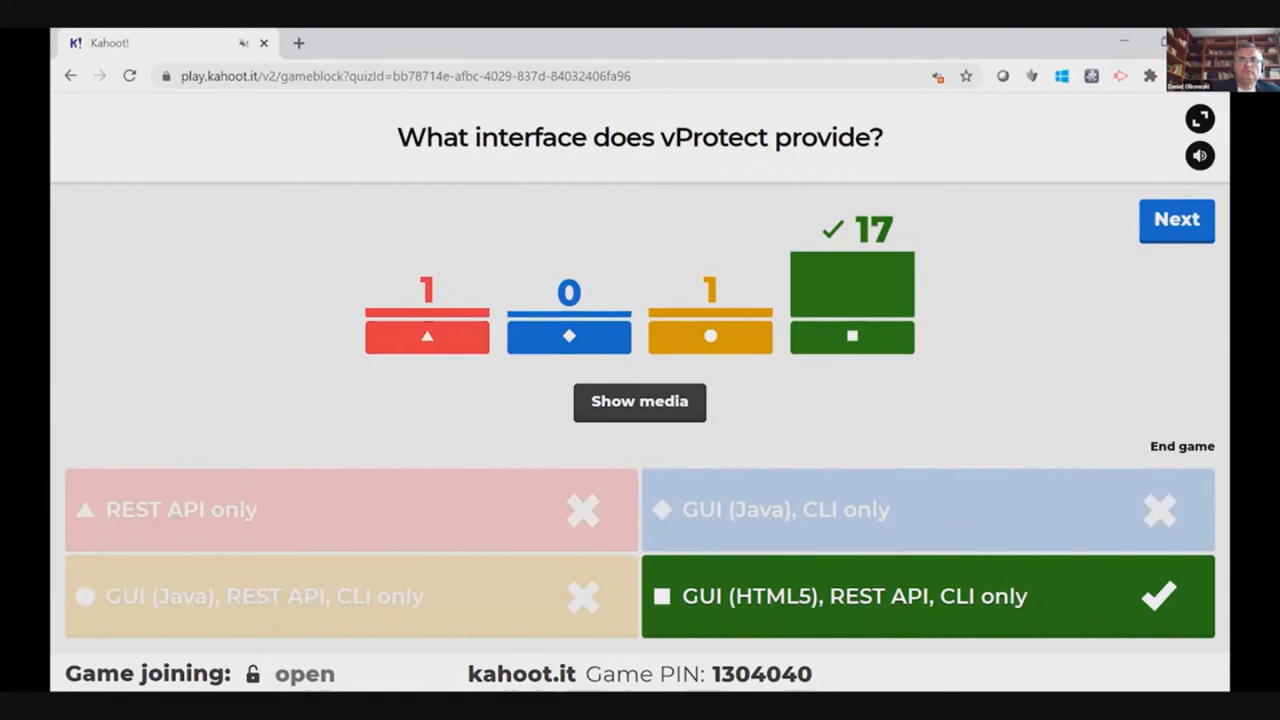 K! Kahoot!
play.kahoot.it/v2/gameblock?quizId=bb78714e-afbc-4029-837d-84032406fa96
Daniel Olkowski
What interface does vProtect provide?
Next
1 0 1 17
Show media
End game
REST API only
GUI (Java), CLI only
GUI (Java), REST API, CLI only
GUI (HTML5), REST API, CLI only
Game joining: open kahoot.it Game PIN: 1304040